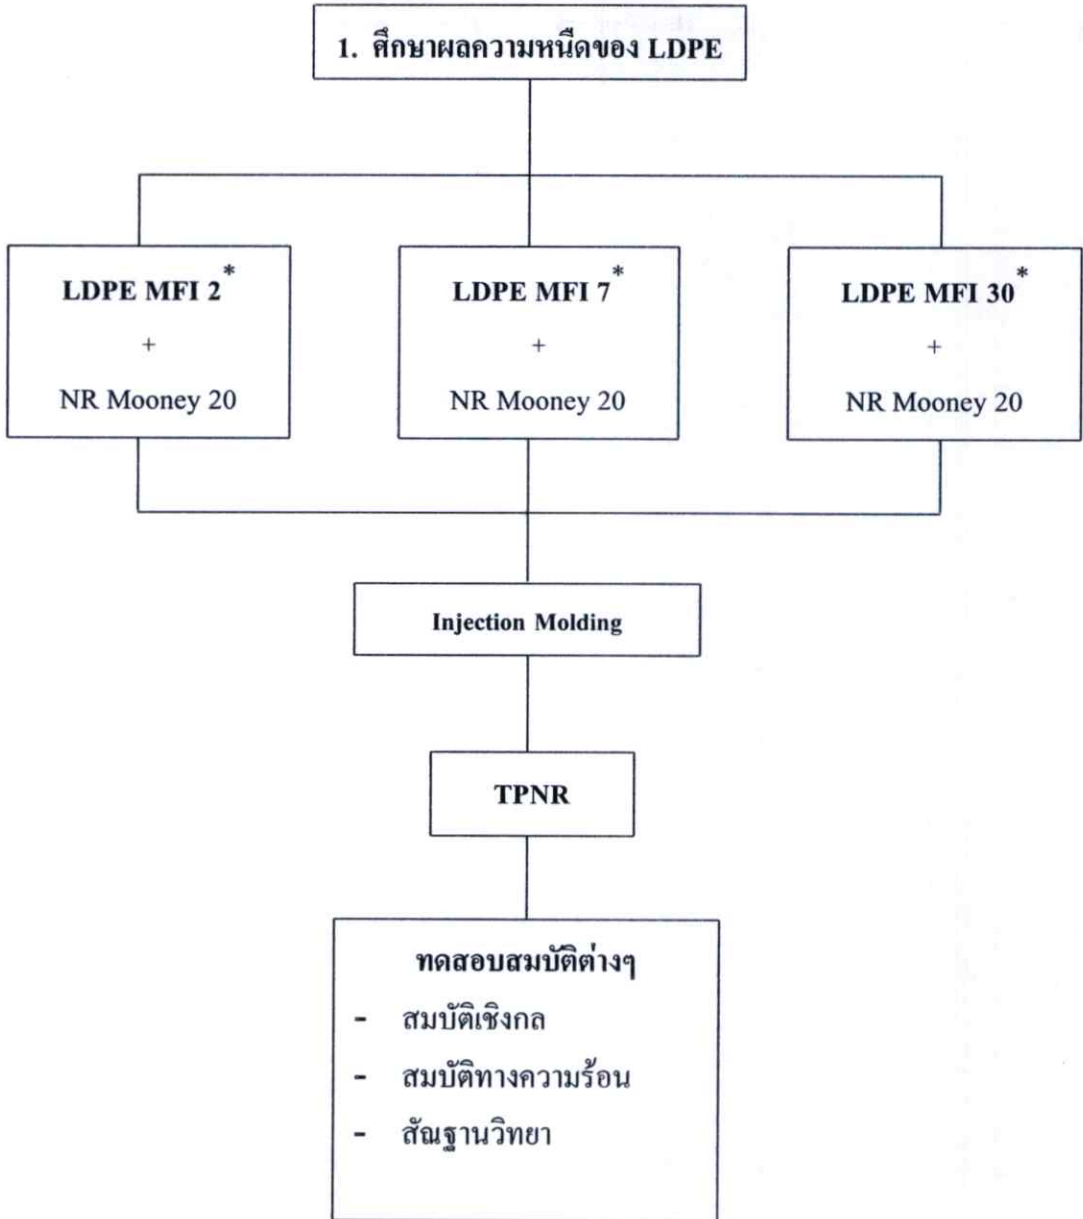 1. ศึกษาผลความหนืดของ LDPE
LDPE MFI 2*
+
NR Mooney 20
LDPE MFI 7*
+
NR Mooney 20
LDPE MFI 30*
+
NR Mooney 20
Injection Molding
TPNR
ทดสอบสมบัติต่างๆ
- สมบัติเชิงกล
- สมบัติทางความร้อน
- สัณฐานวิทยา